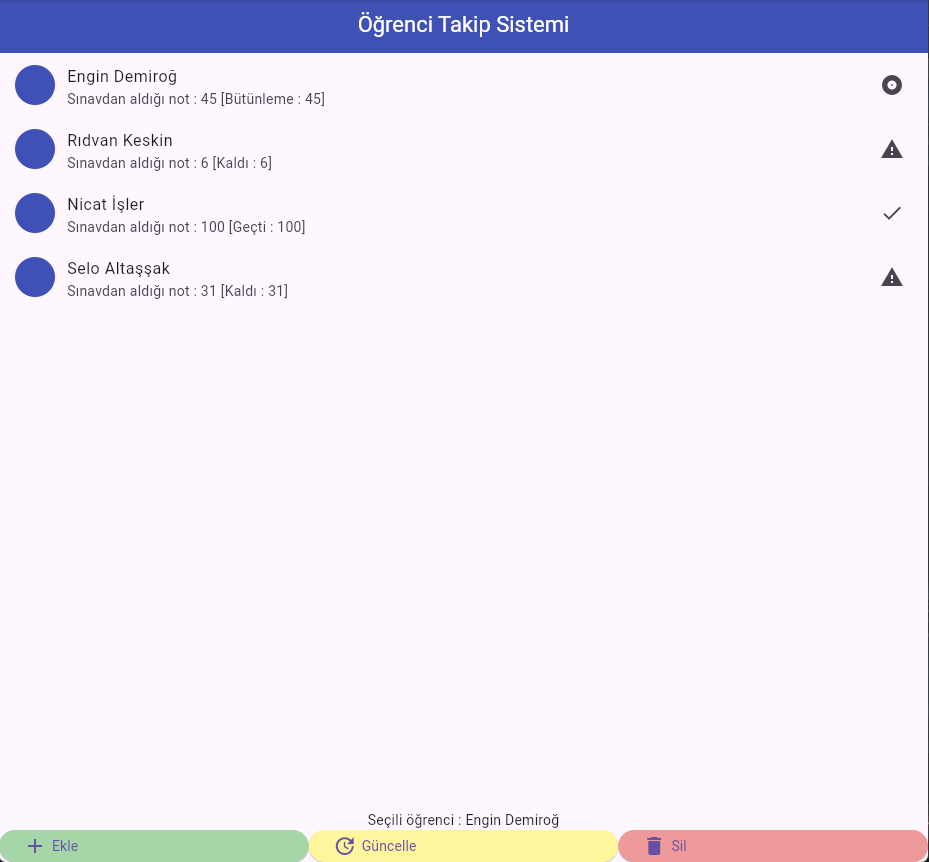 Öğrenci Takip Sistemi
Engin Demiroğ
Sınavdan aldığı not : 45 [Bütünleme : 45]
Rıdvan Keskin
Sınavdan aldığı not : 6 [Kaldı : 6]
Nicat İşler
Sınavdan aldığı not : 100 [Geçti : 100]
Selo Altaşşak
Sınavdan aldığı not : 31 [Kaldı : 31]
Seçili öğrenci : Engin Demiroğ
Ekle
Güncelle
Sil